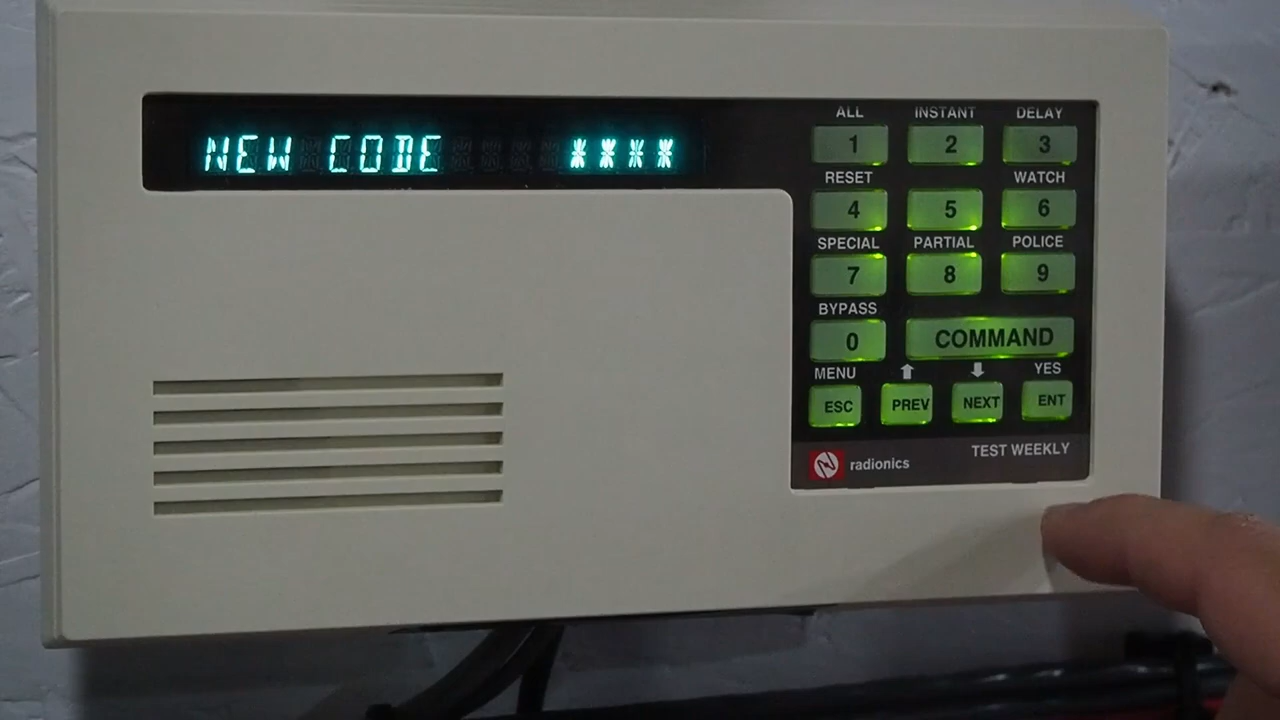 NEW CODE ****
ALL INSTANT DELAY
1 2 3
RESET WATCH
4 5 6
SPECIAL PARTIAL POLICE
7 8 9
BYPASS
0 COMMAND
MENU YES
ESC PREV NEXT ENT
radionics TEST WEEKLY